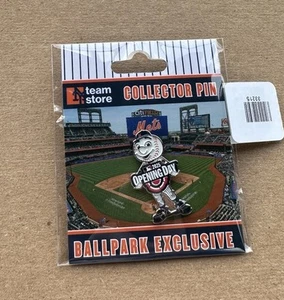 team
store
COLLECTOR PIN
Mets
OPENING DAY
BALLPARK EXCLUSIVE